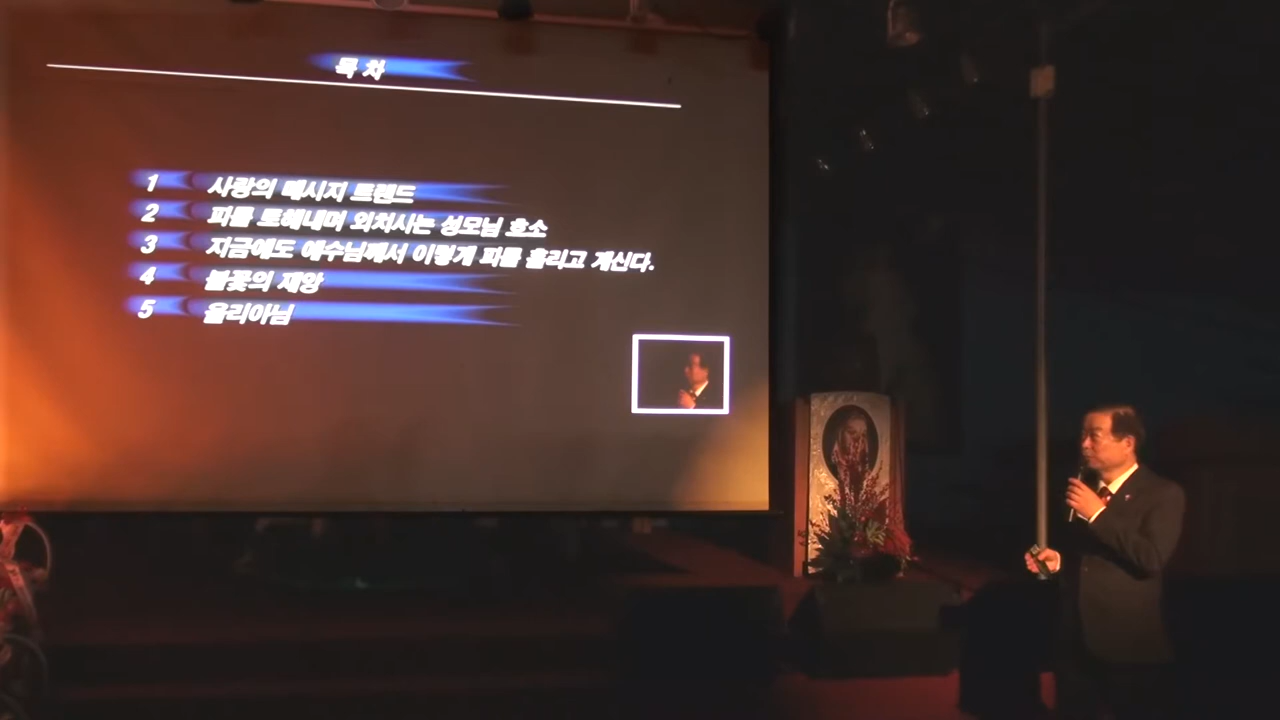 목 차
1 사랑의 메시지 트렌드
2 피를 토해내며 외치시는 성모님 호소
3 지금에도 예수님께서 이렇게 피를 흘리고 계신다.
4 불꽃의 재앙
5 율리아님